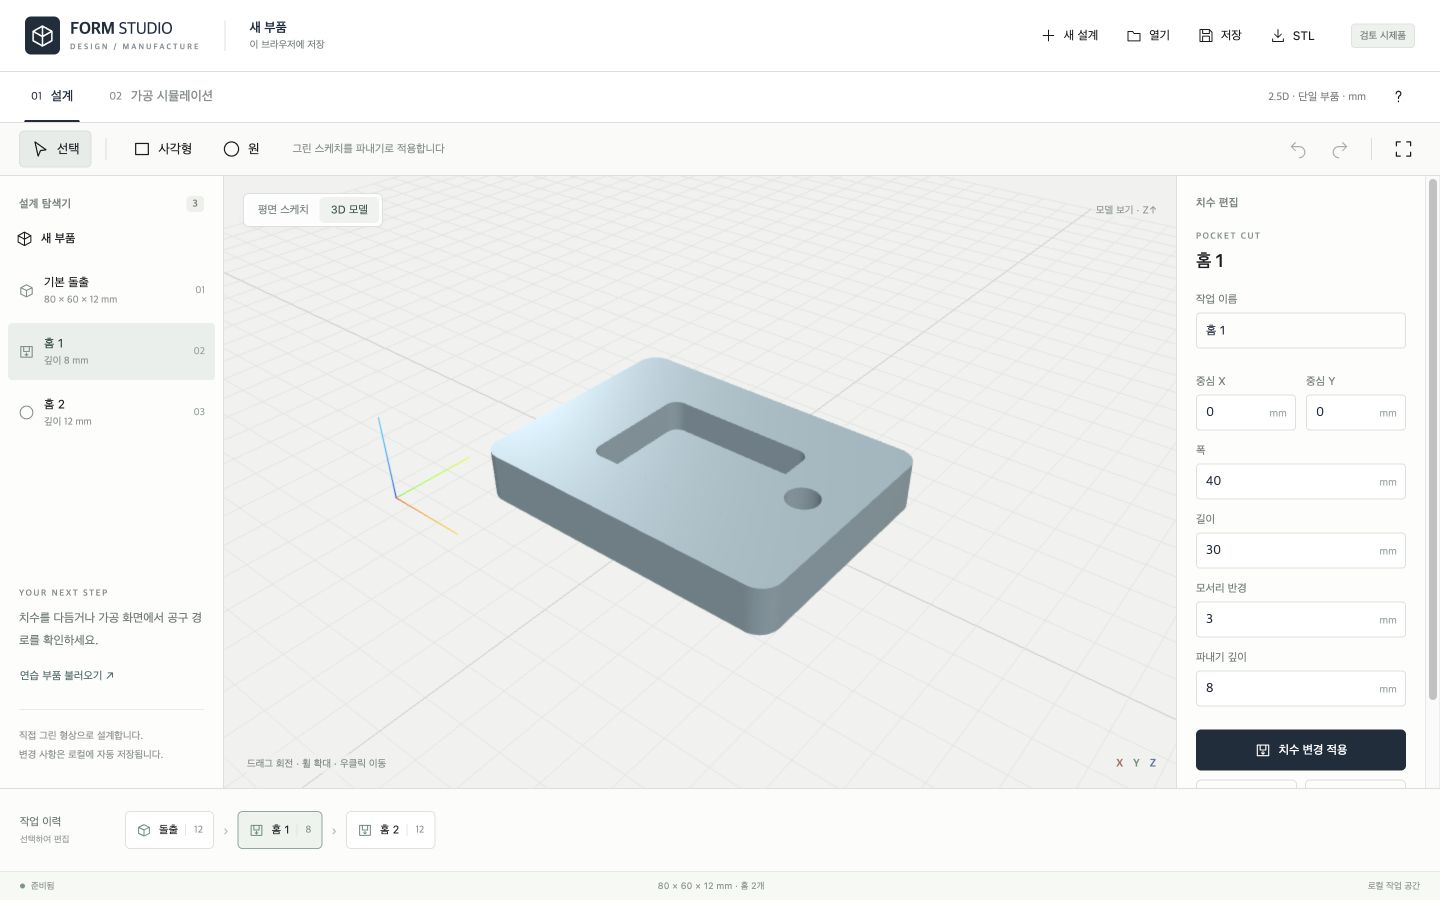 FORM STUDIO
DESIGN / MANUFACTURE
새 부품
이 브라우저에 저장
새 설계
열기
저장
STL
검토 시제품
01 설계
02 가공 시뮬레이션
2.5D · 단일 부품 · mm
?
선택
사각형
원
그린 스케치를 파내기로 적용합니다
설계 탐색기
3
새 부품
기본 돌출
80 × 60 × 12 mm
01
홈 1
깊이 8 mm
02
홈 2
깊이 12 mm
03
YOUR NEXT STEP
치수를 다듬거나 가공 화면에서 공구 경
로를 확인하세요.
연습 부품 불러오기 ↗
직접 그린 형상으로 설계합니다.
변경 사항은 로컬에 자동 저장됩니다.
평면 스케치
3D 모델
모델 보기 · Z↑
드래그 회전 · 휠 확대 · 우클릭 이동
X Y Z
치수 편집
POCKET CUT
홈 1
작업 이름
홈 1
중심 X
중심 Y
0 mm
0 mm
폭
40 mm
길이
30 mm
모서리 반경
3 mm
파내기 깊이
8 mm
치수 변경 적용
작업 이력
선택하여 편집
돌출 12
홈 1 8
홈 2 12
준비됨
80 × 60 × 12 mm · 홈 2개
로컬 작업 공간